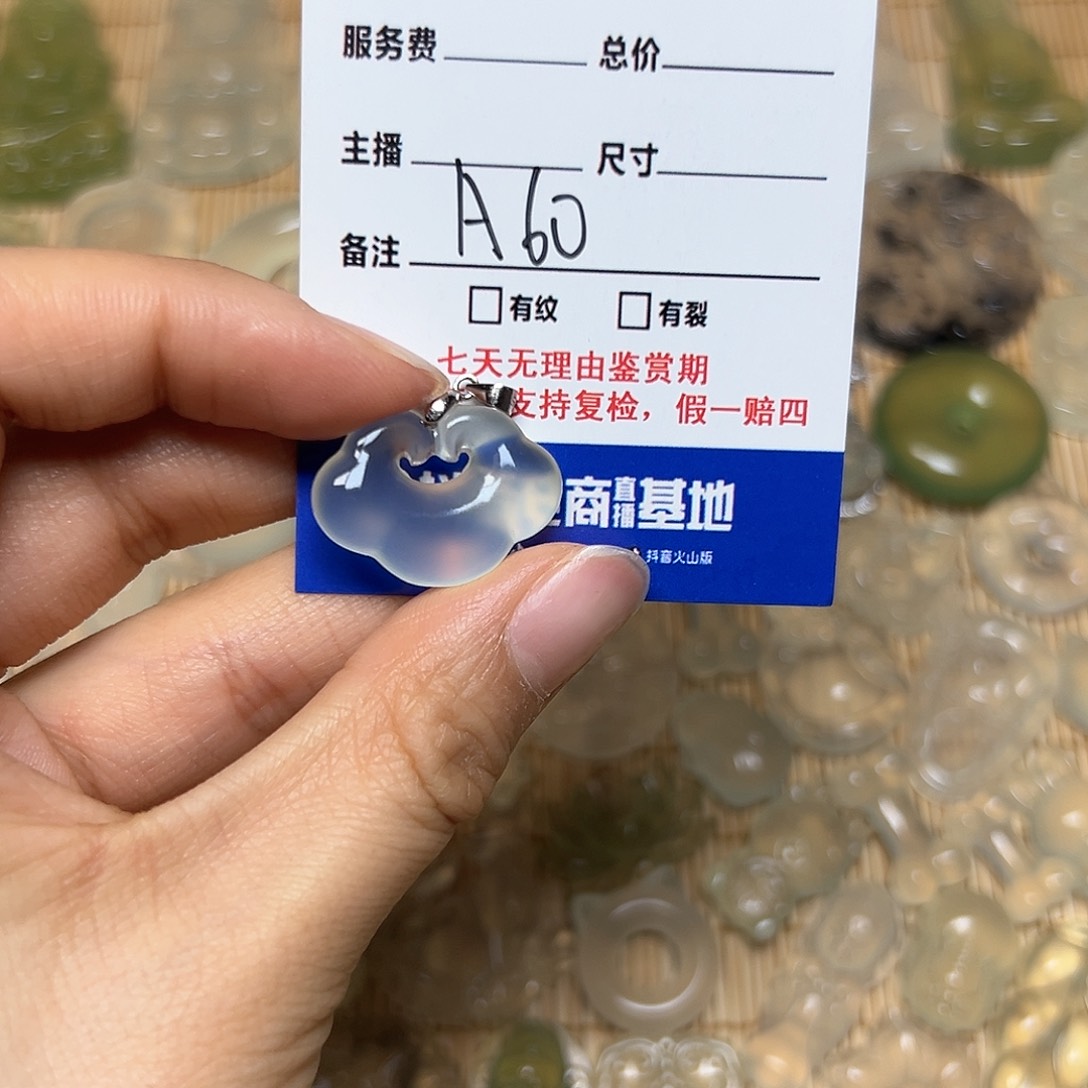 服务费 总价
主播 尺寸
备注 A60
有纹 有裂
七天无理由鉴赏期
支持复检，假一赔四
商直播基地
抖音火山版